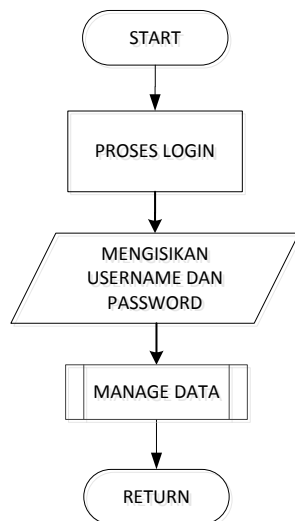 START
PROSES LOGIN
MENGISIKAN
USERNAME DAN
PASSWORD
MANAGE DATA
RETURN